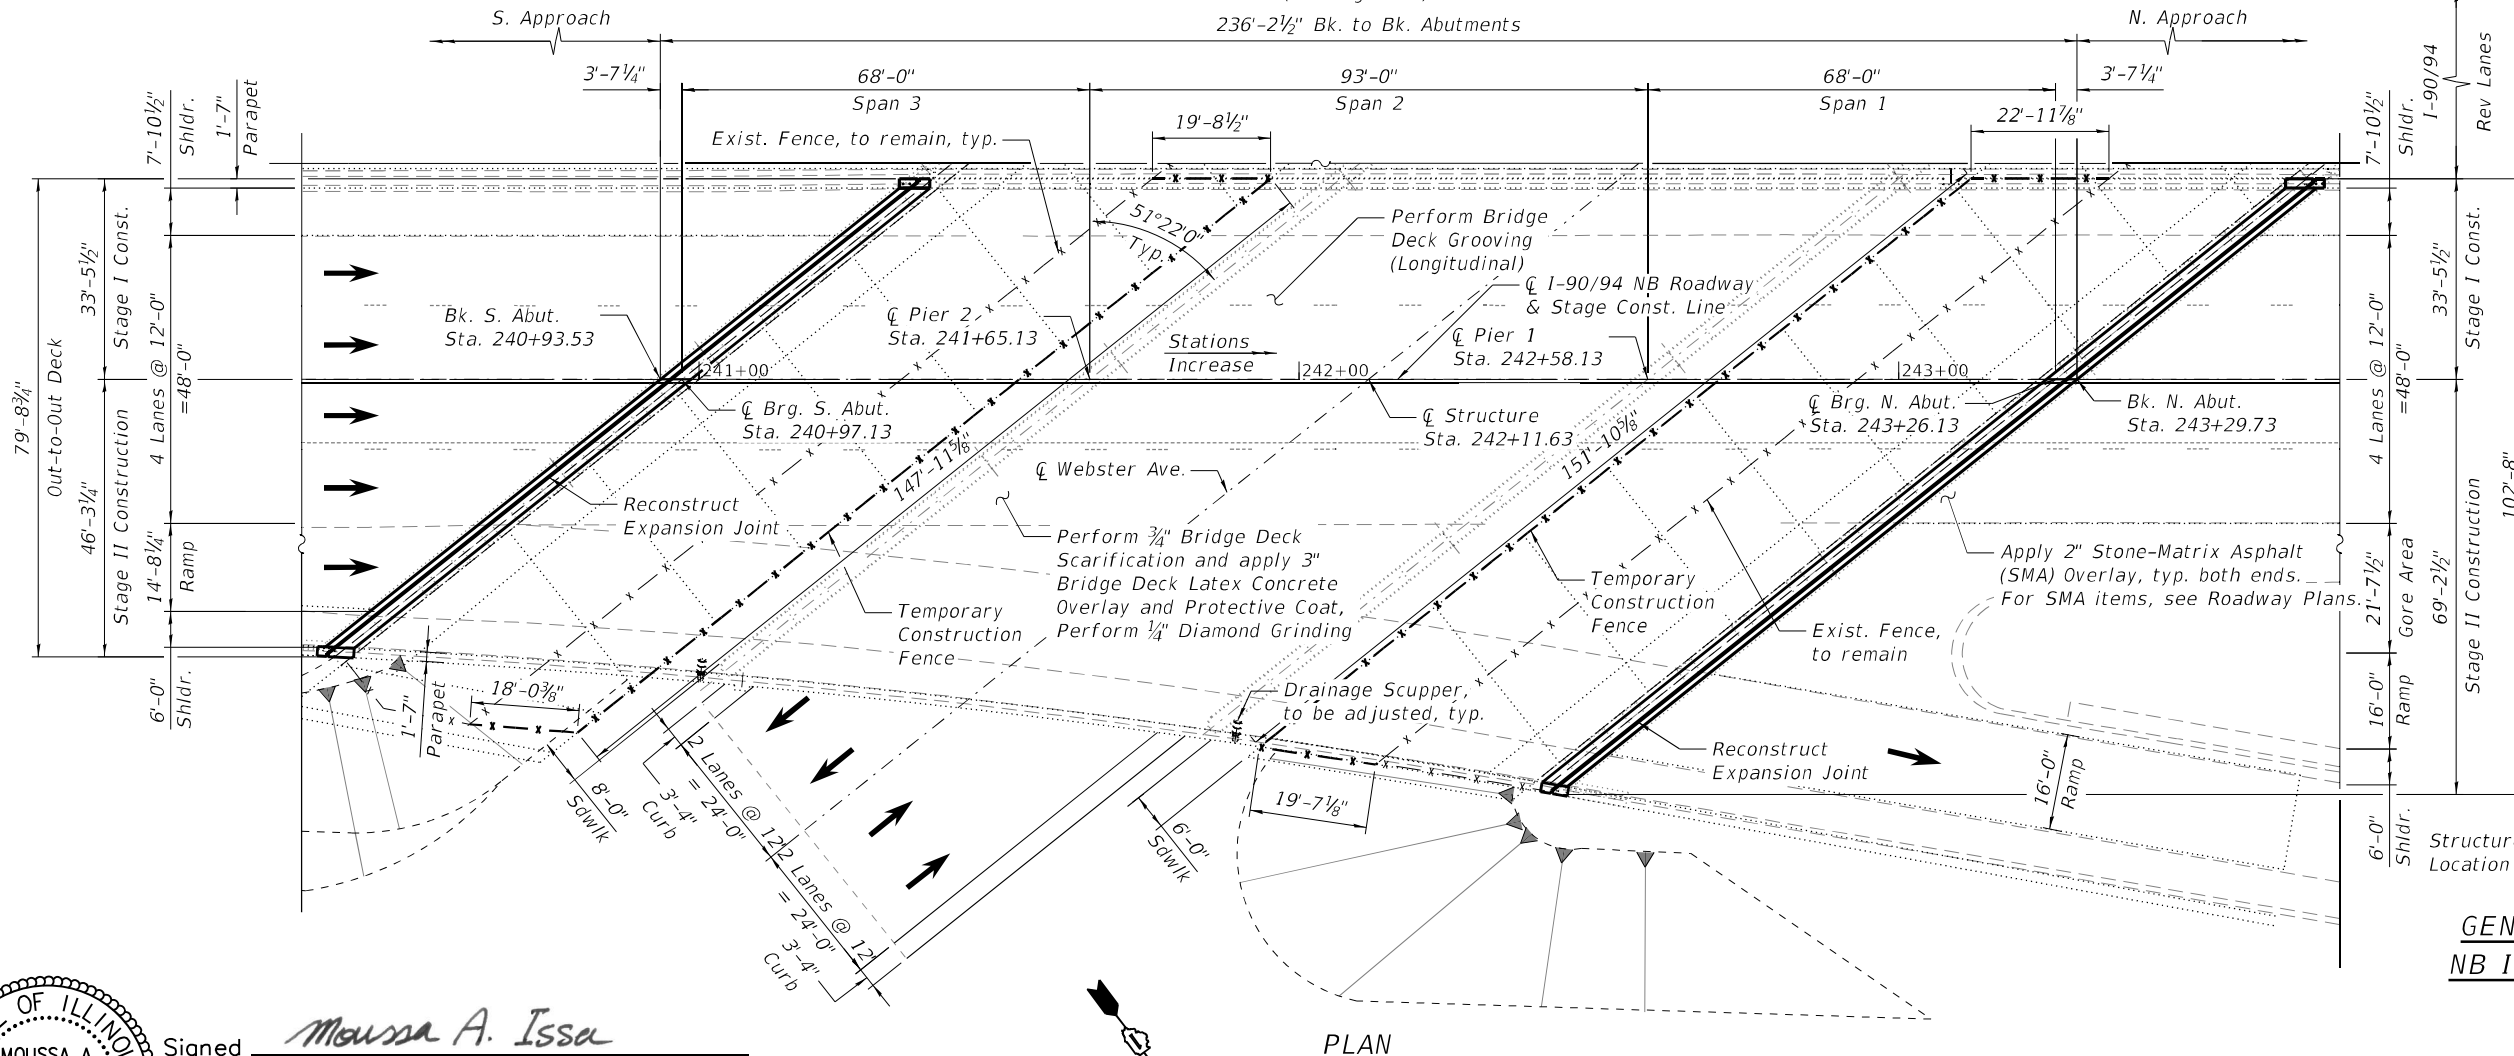 S. Approach
236'-2½" Bk. to Bk. Abutments
N. Approach
3'-7¼"
68'-0"
Span 3
93'-0"
Span 2
68'-0"
Span 1
3'-7¼"
I-90/94
Rev Lanes
7'-10½"
Shldr.
1'-7"
Parapet
Exist. Fence, to remain, typ.
19'-8½"
22'-11⅞"
7'-10½"
Shldr.
79'-8¾"
Out-to-Out Deck
33'-5½"
Stage I Const.
46'-3¼"
Stage II Construction
4 Lanes @ 12'-0"
=48'-0"
14'-8¼"
Ramp
6'-0"
Shldr.
51°22'0"
Typ.
Perform Bridge
Deck Grooving
(Longitudinal)
℄ I-90/94 NB Roadway
& Stage Const. Line
Bk. S. Abut.
Sta. 240+93.53
℄ Pier 2
Sta. 241+65.13
Stations
Increase
℄ Pier 1
Sta. 242+58.13
241+00
242+00
243+00
℄ Brg. S. Abut.
Sta. 240+97.13
℄ Structure
Sta. 242+11.63
℄ Brg. N. Abut.
Sta. 243+26.13
Bk. N. Abut.
Sta. 243+29.73
147'-11⅝"
151'-10⅝"
℄ Webster Ave.
Reconstruct
Expansion Joint
Perform ¾" Bridge Deck
Scarification and apply 3"
Bridge Deck Latex Concrete
Overlay and Protective Coat,
Perform ¼" Diamond Grinding
Temporary
Construction
Fence
Temporary
Construction
Fence
Apply 2" Stone-Matrix Asphalt
(SMA) Overlay, typ. both ends.
For SMA items, see Roadway Plans.
Exist. Fence,
to remain
Drainage Scupper,
to be adjusted, typ.
Reconstruct
Expansion Joint
18'-0⅜"
1'-7"
Parapet
8'-0"
Sdwlk
3'-4"
Curb
2 Lanes @ 12'
= 24'-0"
2 Lanes @ 12'
= 24'-0"
3'-4"
Curb
6'-0"
Sdwlk
19'-7⅛"
16'-0"
Ramp
4 Lanes @ 12'-0"
=48'-0"
21'-7½"
Gore Area
16'-0"
Ramp
6'-0"
Shldr.
33'-5½"
Stage I Const.
69'-2½"
Stage II Construction
102'-8"
Structur
Location
GEN
NB I
OF ILLINO
MOUSSA A.
Signed
Moussa A. Issa
PLAN